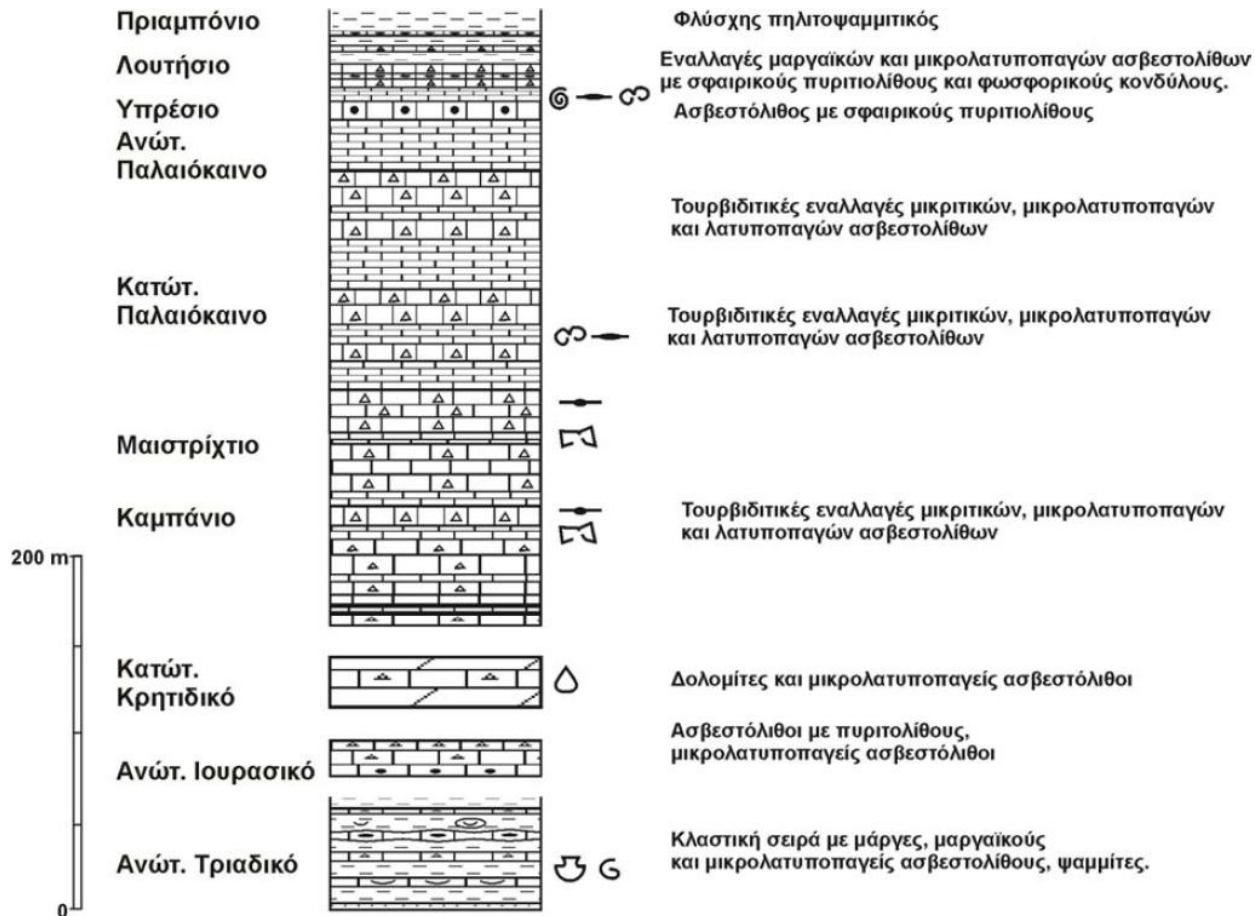 Πριαμπόνιο
Φλύσχης πηλιτοψαμμιτικός
Λουτήσιο
Εναλλαγές μαργαϊκών και μικρολατυποπαγών ασβεστολίθων
με σφαιρικούς πυριτιολίθους και φωσφορικούς κονδύλους.
Υπρέσιο
Ασβεστόλιθος με σφαιρικούς πυριτιολίθους
Ανώτ.
Παλαιόκαινο
Τουρβιδιτικές εναλλαγές μικριτικών, μικρολατυποπαγών
και λατυποπαγών ασβεστολίθων
Κατώτ.
Παλαιόκαινο
Τουρβιδιτικές εναλλαγές μικριτικών, μικρολατυποπαγών
και λατυποπαγών ασβεστολίθων
Μαιστρίχτιο
Καμπάνιο
Τουρβιδιτικές εναλλαγές μικριτικών, μικρολατυποπαγών
και λατυποπαγών ασβεστολίθων
200 m
Κατώτ.
Κρητιδικό
Δολομίτες και μικρολατυποπαγείς ασβεστόλιθοι
Ασβεστόλιθοι με πυριτολίθους,
μικρολατυποπαγείς ασβεστόλιθοι
Ανώτ. Ιουρασικό
Κλαστική σειρά με μάργες, μαργαϊκούς
και μικρολατυποπαγείς ασβεστολίθους, ψαμμίτες.
Ανώτ. Τριαδικό
0